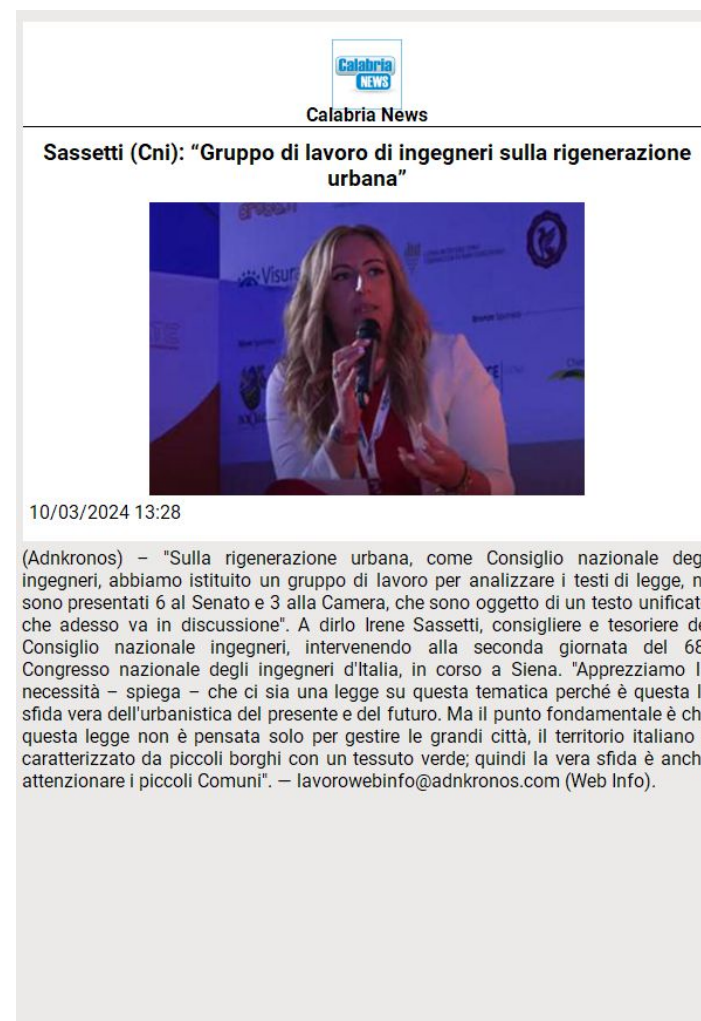 Calabria
NEWS
Calabria News
Sassetti (Cni): “Gruppo di lavoro di ingegneri sulla rigenerazione
urbana”
Visura
10/03/2024 13:28
(Adnkronos) – "Sulla rigenerazione urbana, come Consiglio nazionale deg
ingegneri, abbiamo istituito un gruppo di lavoro per analizzare i testi di legge, n
sono presentati 6 al Senato e 3 alla Camera, che sono oggetto di un testo unificat
che adesso va in discussione". A dirlo Irene Sassetti, consigliere e tesoriere de
Consiglio nazionale ingegneri, intervenendo alla seconda giornata del 68
Congresso nazionale degli ingegneri d'Italia, in corso a Siena. "Apprezziamo l
necessità – spiega – che ci sia una legge su questa tematica perché è questa l
sfida vera dell'urbanistica del presente e del futuro. Ma il punto fondamentale è ch
questa legge non è pensata solo per gestire le grandi città, il territorio italiano
caratterizzato da piccoli borghi con un tessuto verde; quindi la vera sfida è anch
attenzionare i piccoli Comuni". — lavorowebinfo@adnkronos.com (Web Info).